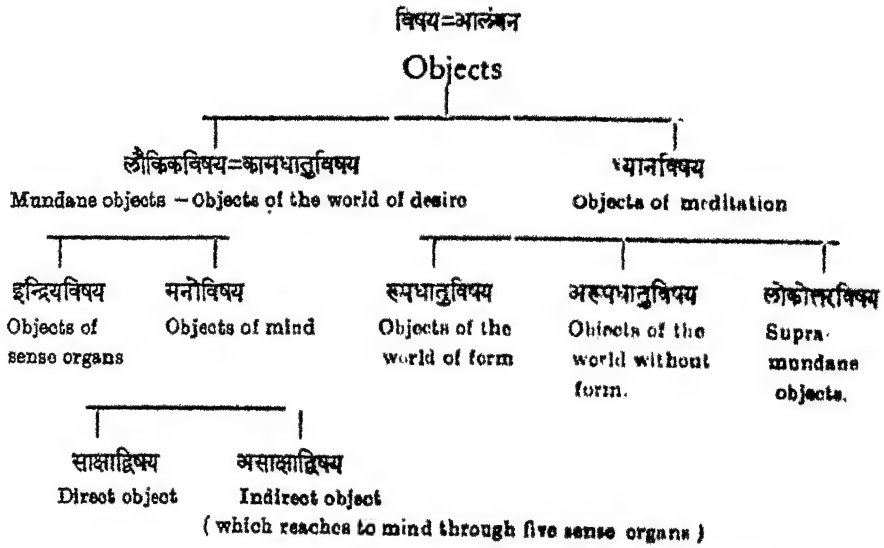 विषय=आलंबन
Objects
लौकिकविषय=कामधातुविषय ध्यानविषय
Mundane objects – Objects of the world of desire Objects of meditation
इन्द्रियविषय मनोविषय रूपधातुविषय अरूपधातुविषय लोकोत्तरविषय
Objects of Objects of mind Objects of the Objects of the Supra-
sense organs world of form world without mundane
form. objects.
साक्षाद्विषय असाक्षाद्विषय
Direct object Indirect object
( which reaches to mind through five sense organs )